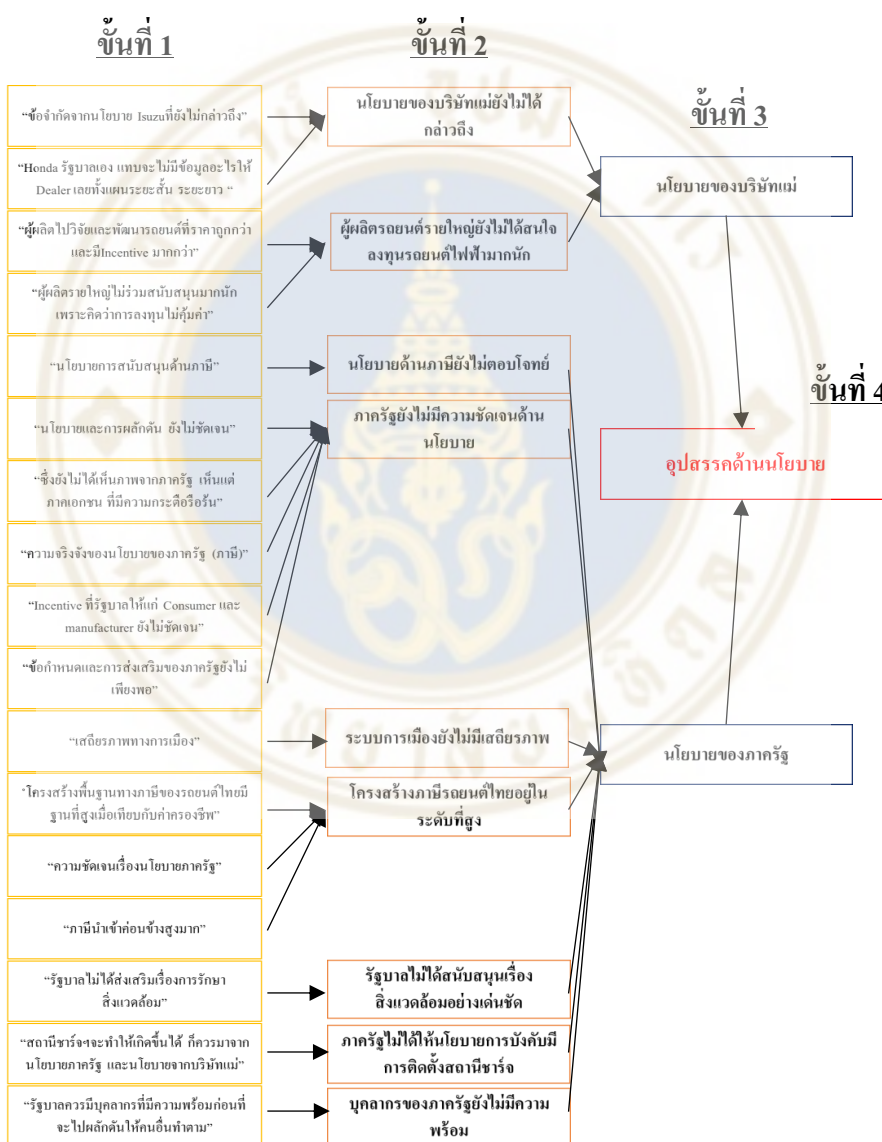 ขั้นที่ 1
ขั้นที่ 2
ขั้นที่ 3
ขั้นที่ 4
“ข้อจำกัดจากนโยบาย Isuzuที่ยังไม่กล่าวถึง”
“Honda รัฐบาลเอง แทบจะไม่มีข้อมูลอะไรให้
Dealer เลยทั้งแผนระยะสั้น ระยะยาว “
“ผู้ผลิตไปวิจัยและพัฒนารถยนต์ที่ราคาถูกกว่า
และมีIncentive มากกว่า”
“ผู้ผลิตรายใหญ่ไม่ร่วมสนับสนุนมากนัก
เพราะคิดว่าการลงทุนไม่คุ้มค่า”
“นโยบายการสนับสนุนด้านภาษี”
“นโยบายและการผลักดัน ยังไม่ชัดเจน”
“ซึ่งยังไม่ได้เห็นภาพจากภาครัฐ เห็นแต่
ภาคเอกชน ที่มีความกระตือรือร้น”
“ความจริงจังของนโยบายของภาครัฐ (ภาษี)”
“Incentive ที่รัฐบาลให้แก่ Consumer และ
manufacturer ยังไม่ชัดเจน”
“ข้อกำหนดและการส่งเสริมของภาครัฐยังไม่
เพียงพอ”
“เสถียรภาพทางการเมือง”
“โครงสร้างพื้นฐานทางภาษีของรถยนต์ไทยมี
ฐานที่สูงเมื่อเทียบกับค่าครองชีพ”
“ความชัดเจนเรื่องนโยบายภาครัฐ”
“ภาษีนำเข้าค่อนข้างสูงมาก”
“รัฐบาลไม่ได้ส่งเสริมเรื่องการรักษา
สิ่งแวดล้อม”
“สถานีชาร์จฯจะทำให้เกิดขึ้นได้ ก็ควรมาจาก
นโยบายภาครัฐ และนโยบายจากบริษัทแม่”
“รัฐบาลควรมีบุคลากรที่มีความพร้อมก่อนที่
จะไปผลักดันให้คนอื่นทำตาม”
นโยบายของบริษัทแม่ยังไม่ได้
กล่าวถึง
ผู้ผลิตรถยนต์รายใหญ่ยังไม่ได้สนใจ
ลงทุนรถยนต์ไฟฟ้ามากนัก
นโยบายด้านภาษียังไม่ตอบโจทย์
ภาครัฐยังไม่มีความชัดเจนด้าน
นโยบาย
ระบบการเมืองยังไม่มีเสถียรภาพ
โครงสร้างภาษีรถยนต์ไทยอยู่ใน
ระดับที่สูง
รัฐบาลไม่ได้สนับสนุนเรื่อง
สิ่งแวดล้อมอย่างเด่นชัด
ภาครัฐไม่ได้ให้นโยบายการบังคับมี
การติดตั้งสถานีชาร์จ
บุคลากรของภาครัฐยังไม่มีความ
พร้อม
นโยบายของบริษัทแม่
นโยบายของภาครัฐ
อุปสรรคด้านนโยบาย